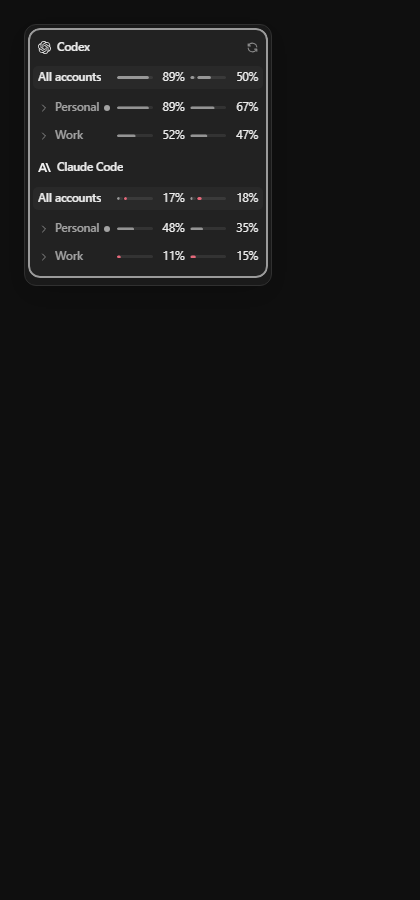 Codex
All accounts 89% 50%
Personal 89% 67%
Work 52% 47%
Claude Code
All accounts 17% 18%
Personal 48% 35%
Work 11% 15%